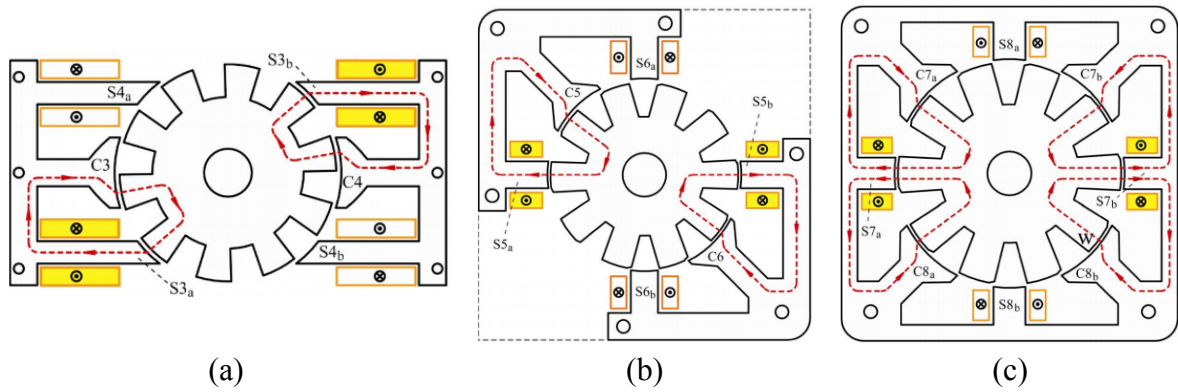 S3b
S4a
C3
C4
S4b
S3a
(a)
S6a
C5
S5b
S5a
C6
S6b
(b)
S8a
C7a
C7b
S7a
S7b
W
C8a
C8b
S8b
(c)